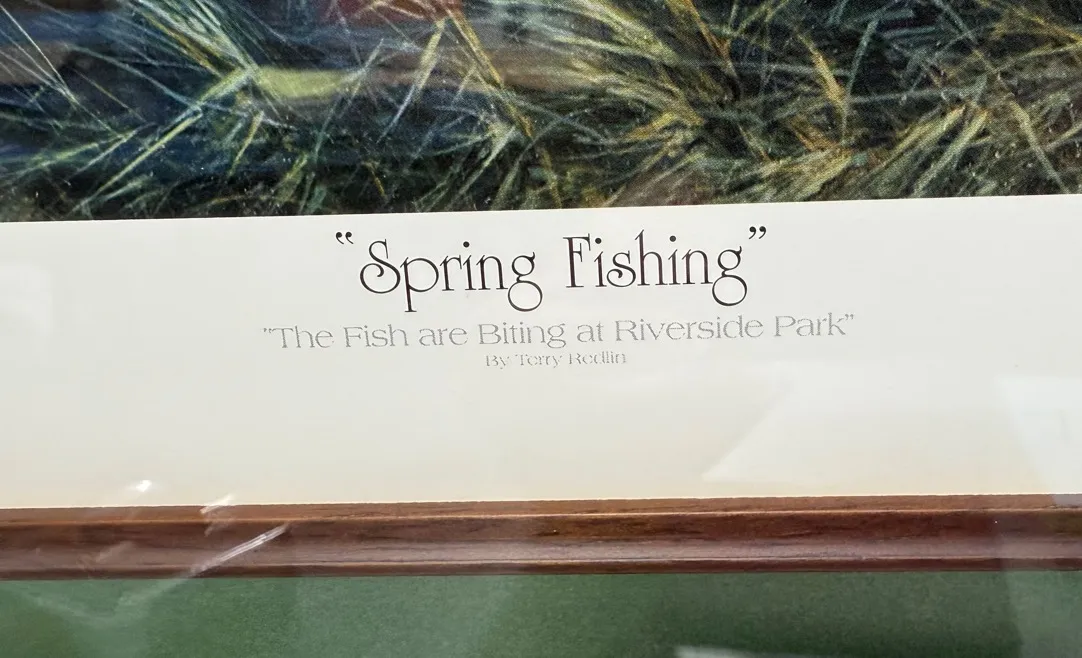 “Spring Fishing”
"The Fish are Biting at Riverside Park"
By Terry Redlin